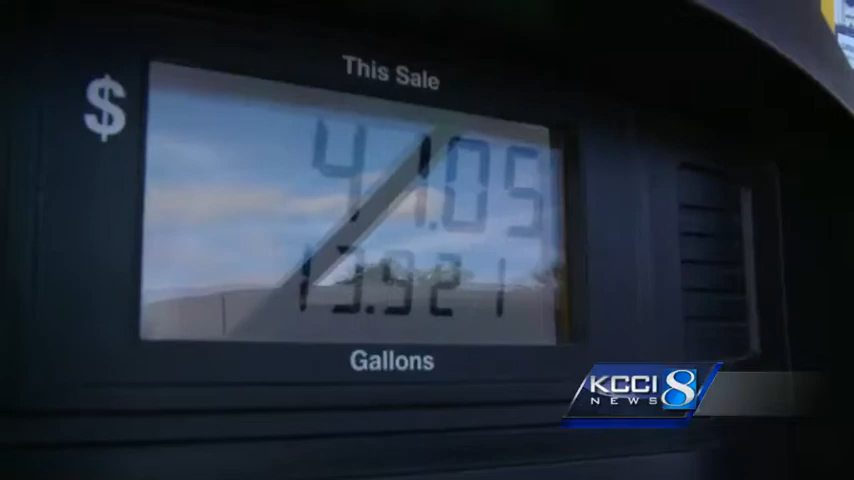 This Sale
$
41.05
13.921
Gallons
KCCI 8
NEWS